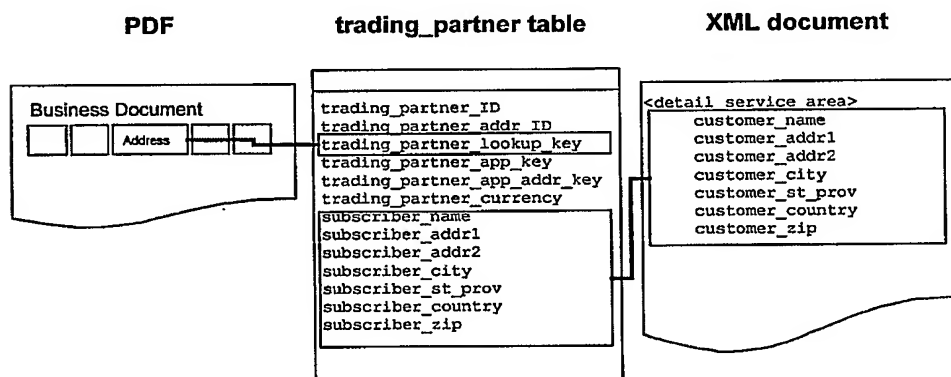 PDF
trading_partner table
XML document
Business Document
Address
trading_partner_ID
trading_partner_addr_ID
trading_partner_lookup_key
trading_partner_app_key
trading_partner_app_addr_key
trading_partner_currency
subscriber_name
subscriber_addr1
subscriber_addr2
subscriber_city
subscriber_st_prov
subscriber_country
subscriber_zip
<detail service area>
customer_name
customer_addr1
customer_addr2
customer_city
customer_st_prov
customer_country
customer_zip